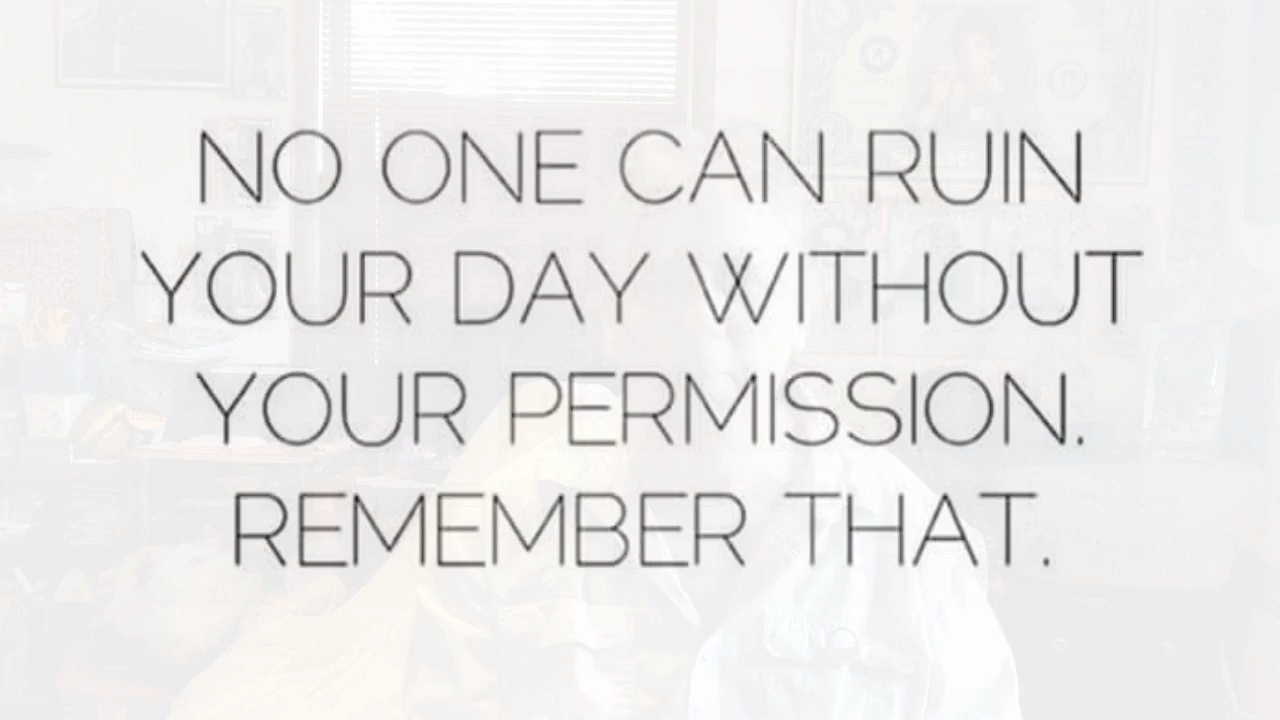 NO ONE CAN RUIN
YOUR DAY WITHOUT
YOUR PERMISSION.
REMEMBER THAT.